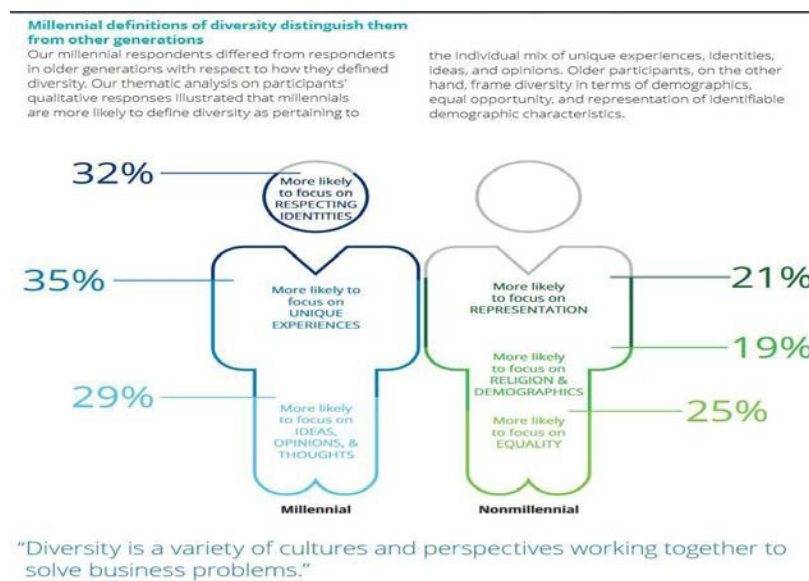 Millennial definitions of diversity distinguish them
from other generations
Our millennial respondents differed from respondents
in older generations with respect to how they defined
diversity. Our thematic analysis on participants'
qualitative responses illustrated that millennials
are more likely to define diversity as pertaining to
the individual mix of unique experiences, identities,
ideas, and opinions. Older participants, on the other
hand, frame diversity in terms of demographics,
equal opportunity, and representation of identifiable
demographic characteristics.
32%
More likely
to focus on
RESPECTING
IDENTITIES
35%
More likely to
focus on
UNIQUE
EXPERIENCES
29%
More likely
to focus on
IDEAS,
OPINIONS, &
THOUGHTS
Millennial
More likely
to focus on
REPRESENTATION
21%
More likely
to focus on
RELIGION &
DEMOGRAPHICS
19%
More likely
to focus on
EQUALITY
25%
Nonmillennial
"Diversity is a variety of cultures and perspectives working together to
solve business problems."